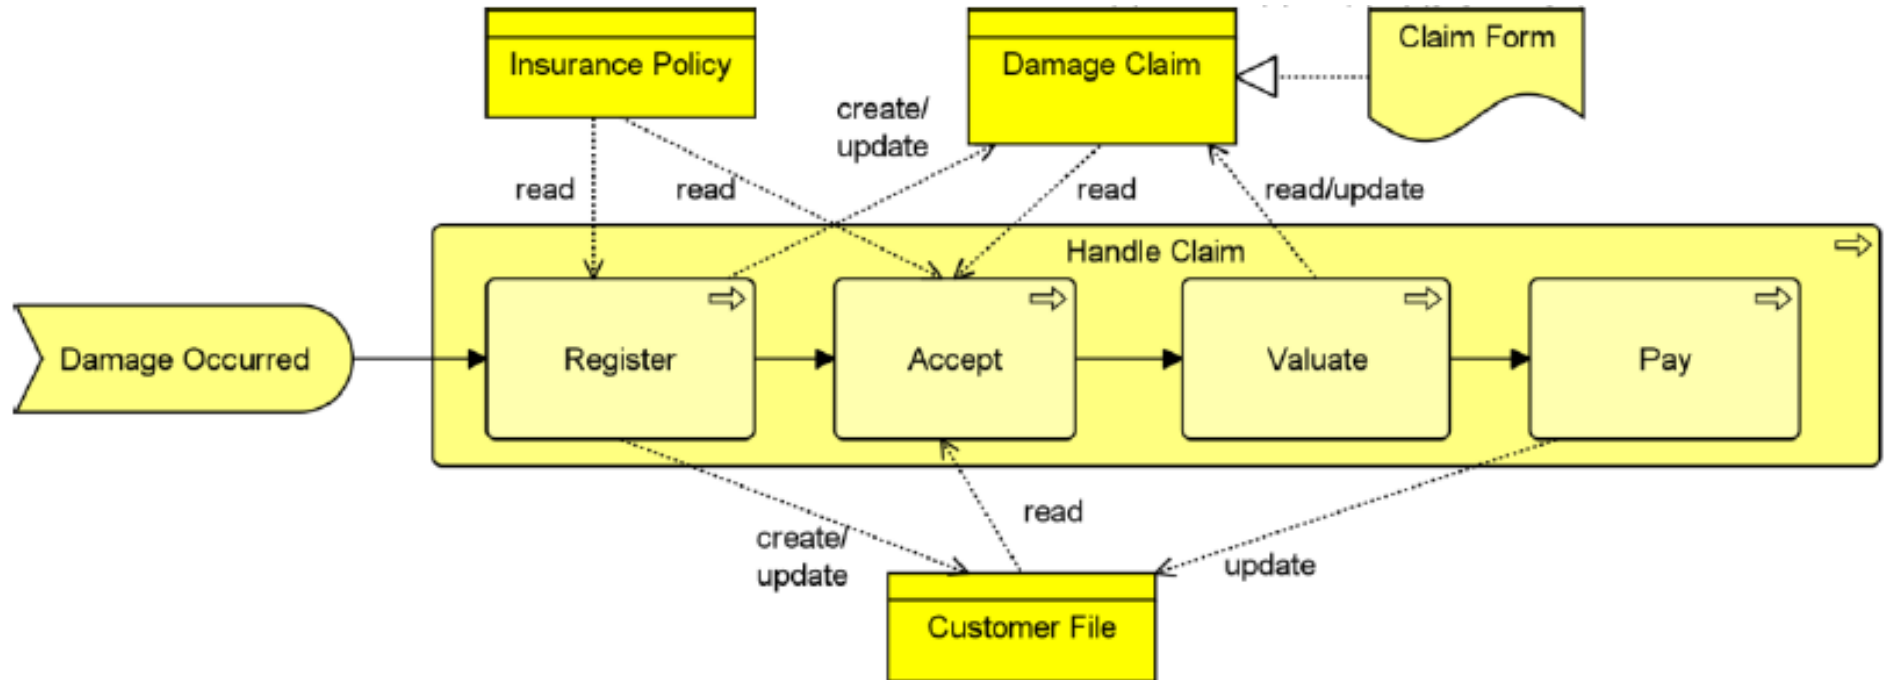 Insurance Policy
Damage Claim
Claim Form
create/
update
read
read
read
read/update
Handle Claim
Damage Occurred
Register
Accept
Valuate
Pay
create/
update
read
update
Customer File